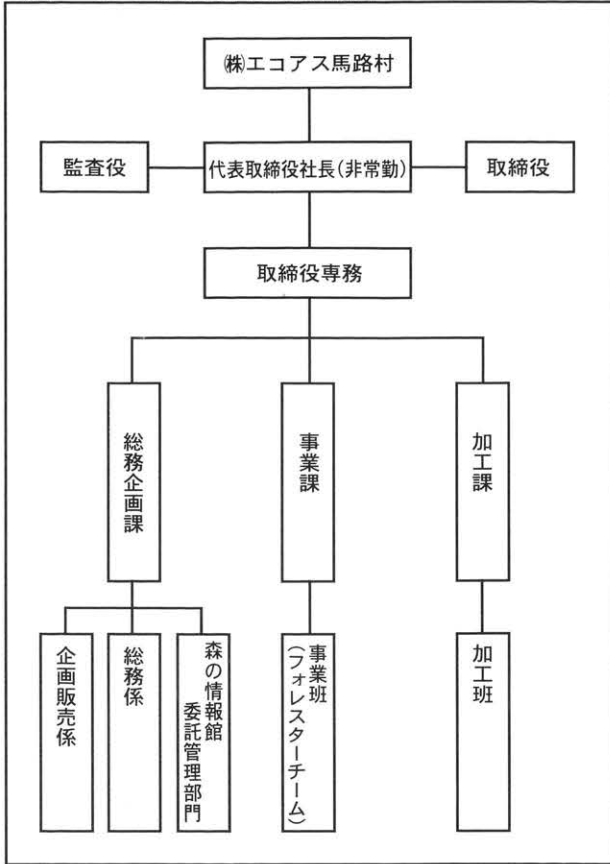 ㈱エコアス馬路村
監査役
代表取締役社長(非常勤)
取締役
取締役専務
総務企画課
事業課
加工課
企画販売係
総務係
森の情報館
委託管理部門
事業班
(フォレスターチーム)
加工班